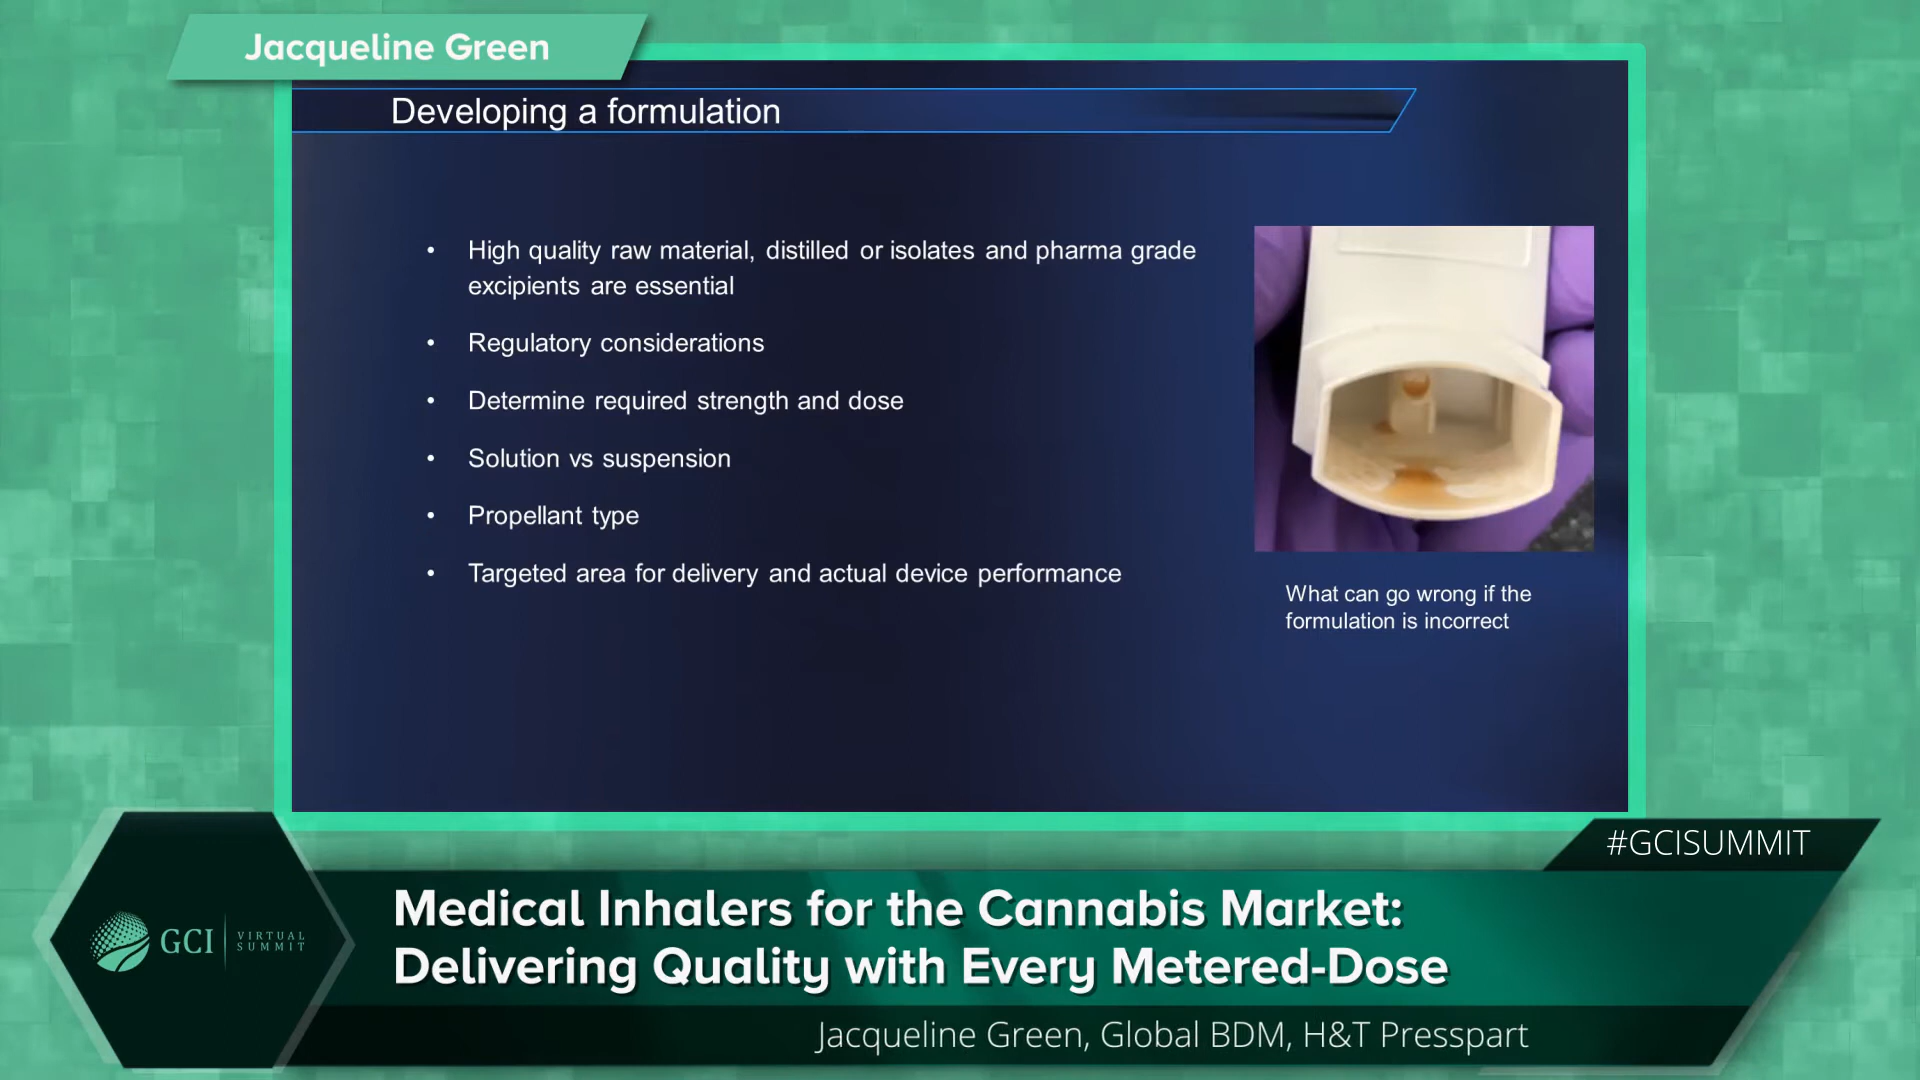 Jacqueline Green
Developing a formulation
• High quality raw material, distilled or isolates and pharma grade
excipients are essential
• Regulatory considerations
• Determine required strength and dose
• Solution vs suspension
• Propellant type
• Targeted area for delivery and actual device performance
What can go wrong if the
formulation is incorrect
#GCISUMMIT
GCI VIRTUAL
SUMMIT
Medical Inhalers for the Cannabis Market:
Delivering Quality with Every Metered-Dose
Jacqueline Green, Global BDM, H&T Presspart